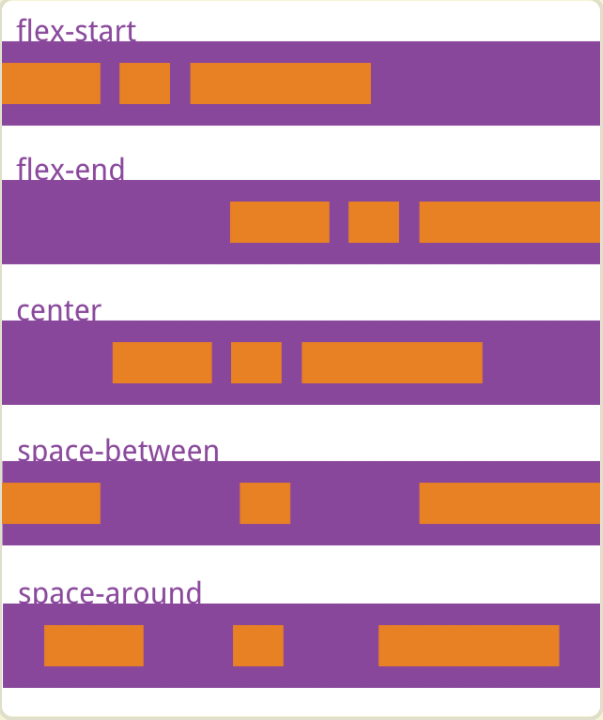 flex-start
flex-end
center
space-between
space-around